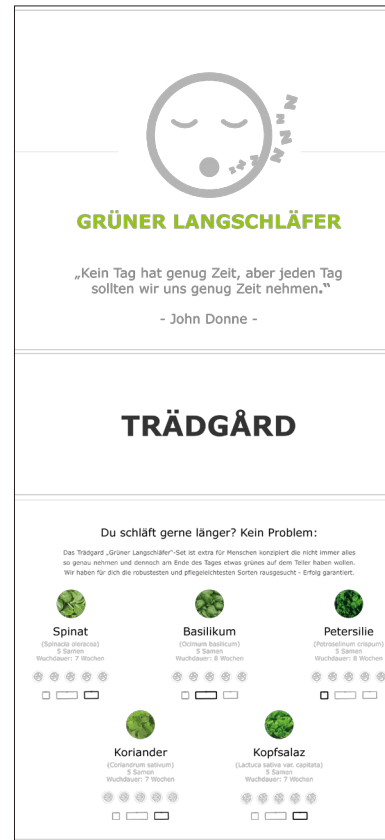 GRÜNER LANGSCHLÄFER
„Kein Tag hat genug Zeit, aber jeden Tag
sollten wir uns genug Zeit nehmen.“
- John Donne -
TRÄDGÅRD
Du schläft gerne länger? Kein Problem:
Das Trädgard „Grüner Langschläfer“-Set ist extra für Menschen konzipiert die nicht immer alles
so genau nehmen und dennoch am Ende des Tages etwas grünes auf dem Teller haben wollen.
Wir haben für dich die robustesten und pflegeleichtesten Sorten rausgesucht - Erfolg garantiert.
Spinat
(Spinacia oloracea)
5 Samen
Wuchdauer: 7 Wochen
Basilikum
(Ocimum basilicum)
5 Samen
Wuchdauer: 8 Wochen
Petersilie
(Petroselinum crispum)
5 Samen
Wuchdauer: 8 Wochen
Koriander
(Coriandrum sativum)
5 Samen
Wuchdauer: 7 Wochen
Kopfsalaz
(Lactuca sativa var. capitata)
5 Samen
Wuchdauer: 7 Wochen